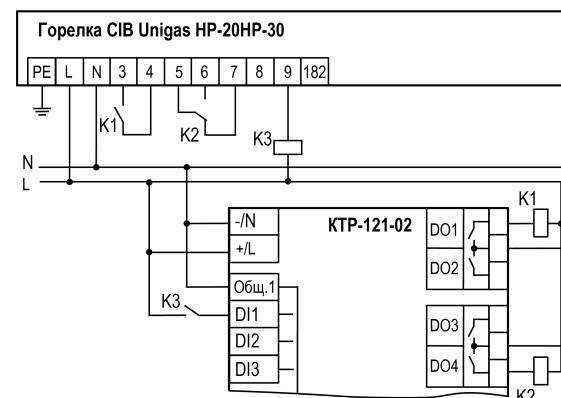 Горелка CIB Unigas HP-20HP-30
PE L N 3 4 5 6 7 8 9 182
K1
K2
K3
N
L
K1
-/N
КТР-121-02
DO1
+/L
DO2
Общ.1
K3
DI1
DO3
DI2
DI3
DO4
K2